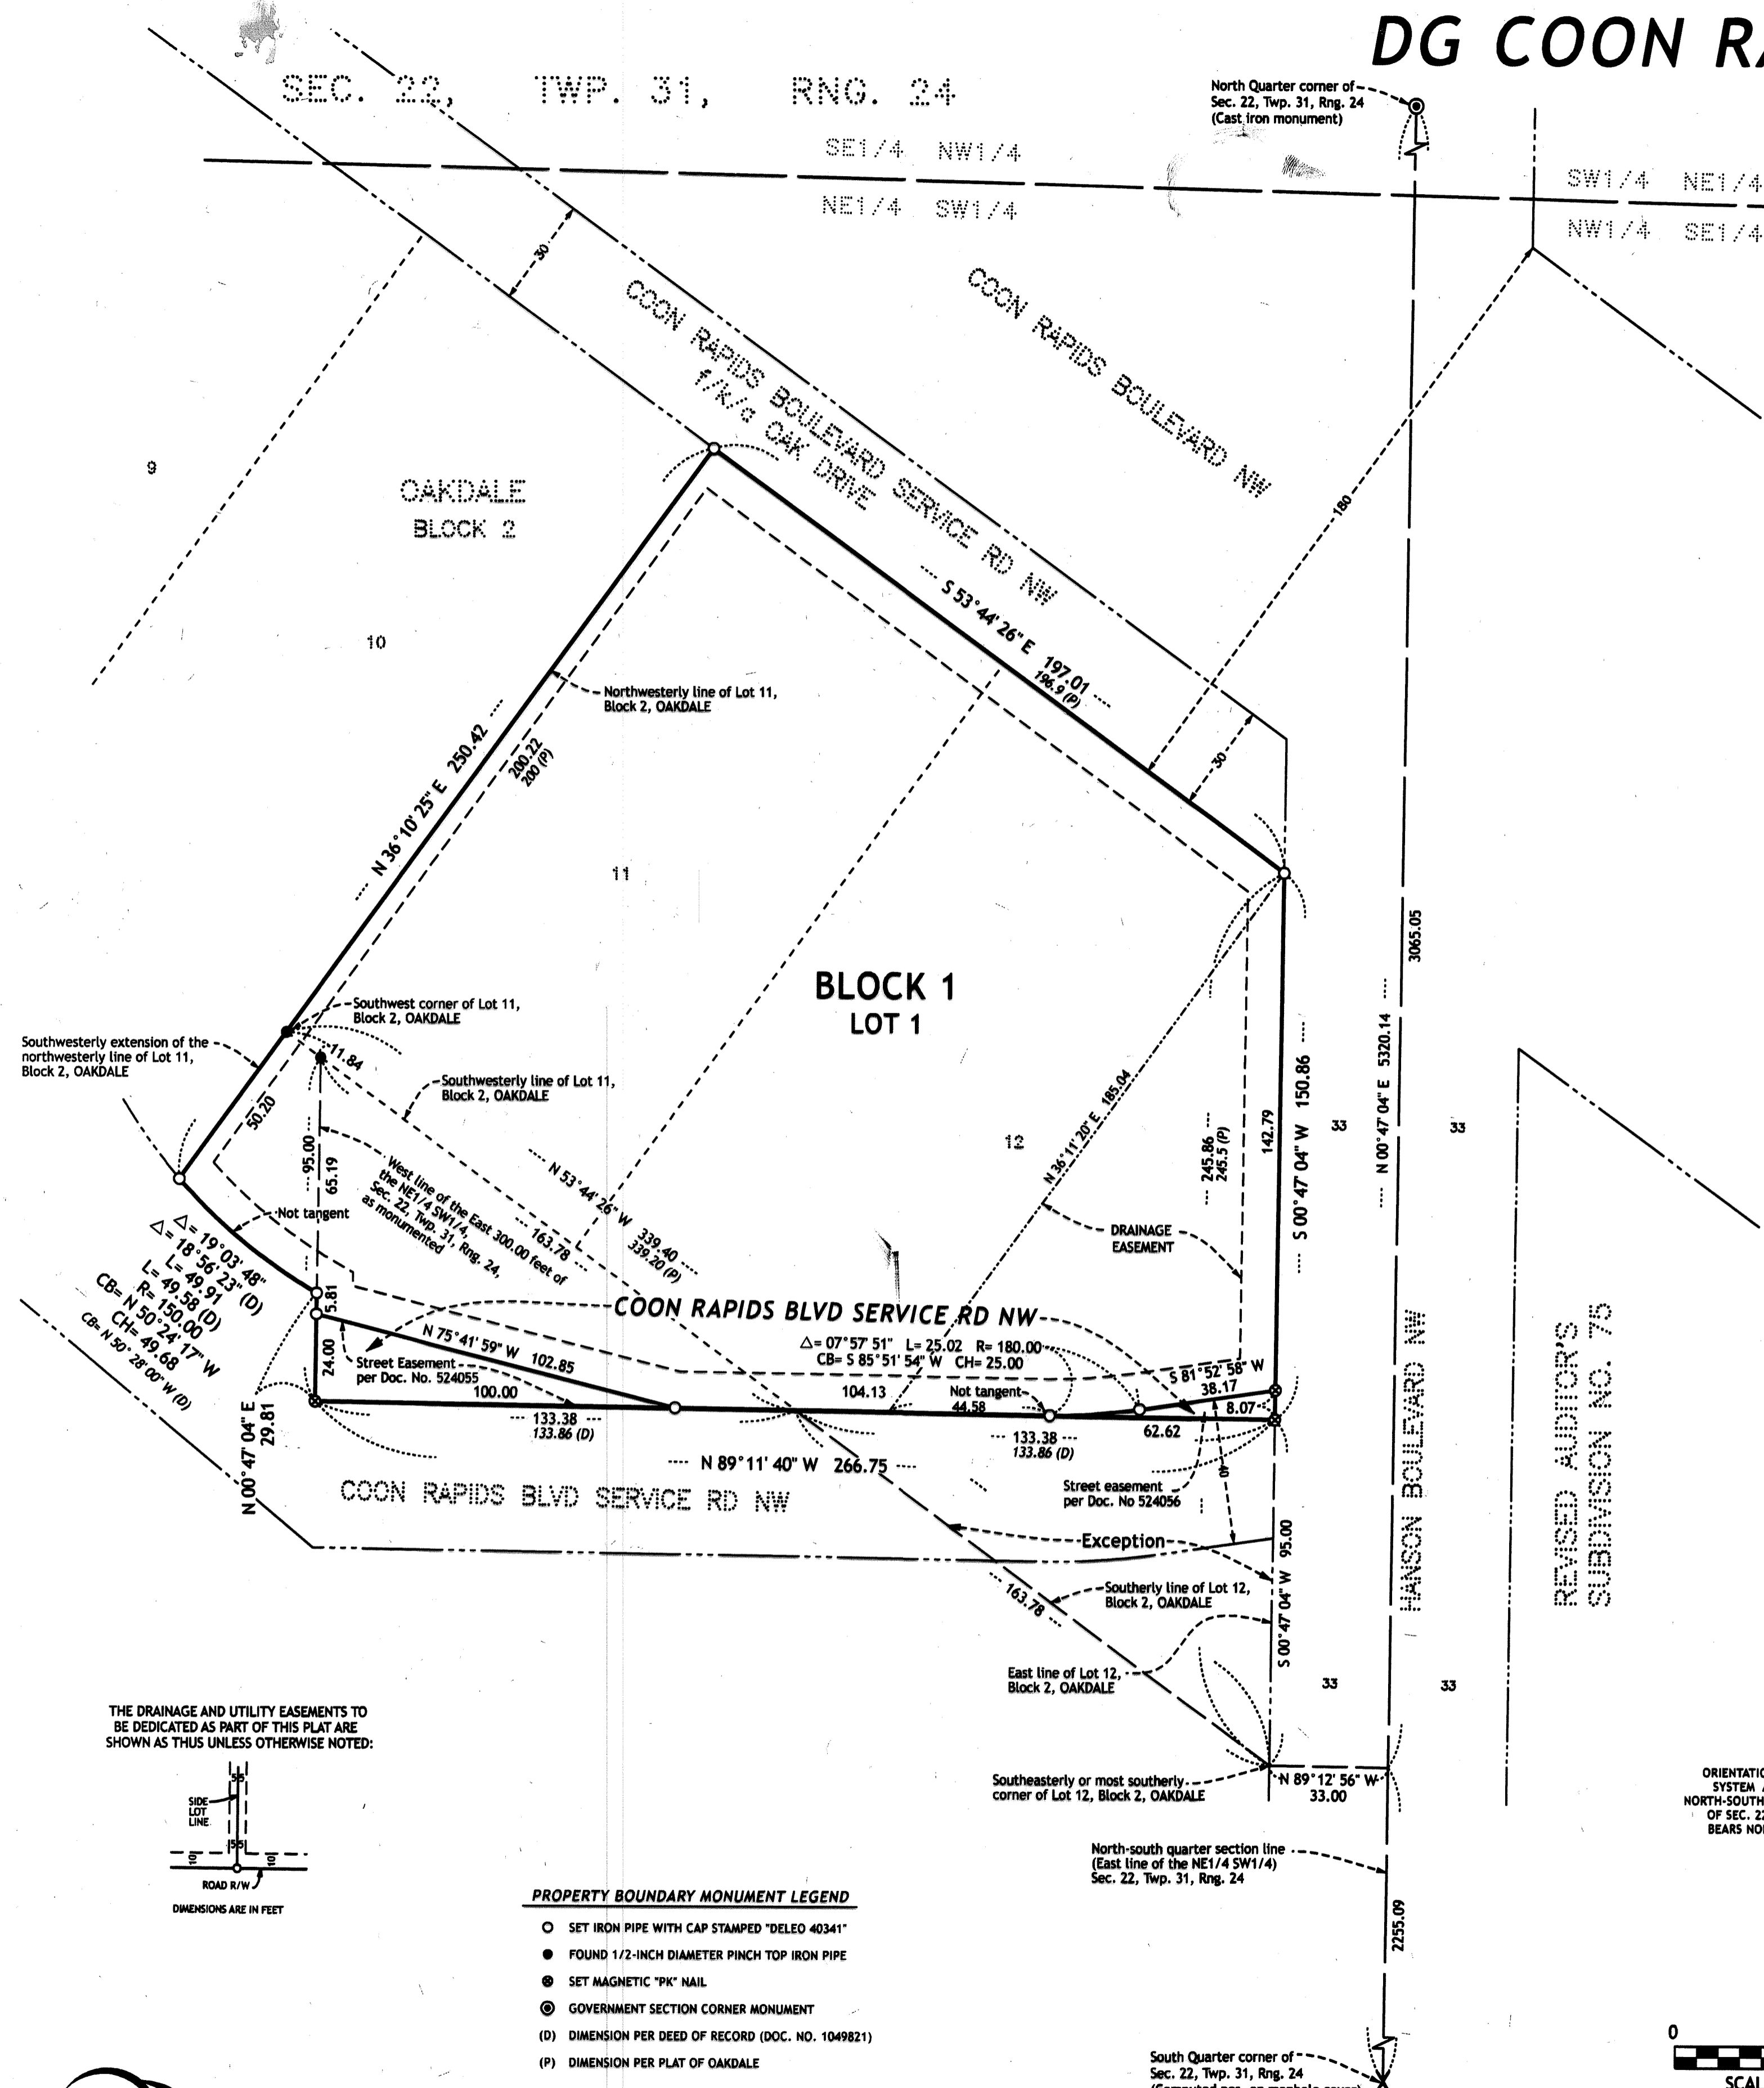 DG COON RA
SEC. 22, TWP. 31, RNG. 24
North Quarter corner of
Sec. 22, Twp. 31, Rng. 24
(Cast iron monument)
SE1/4 NW1/4
NE1/4 SW1/4
SW1/4 NE1/4
NW1/4 SE1/4
30
COON RAPIDS BOULEVARD SERVICE RD NW
f/k/a OAK DRIVE
COON RAPIDS BOULEVARD NW
180
9
OAKDALE
BLOCK 2
10
S 53°44'26" E 197.01
196.9 (P)
30
Northwesterly line of Lot 11,
Block 2, OAKDALE
N 36°10'25" E 250.42
200.22
200 (P)
11
3065.05
BLOCK 1
LOT 1
Southwest corner of Lot 11,
Block 2, OAKDALE
Southwesterly extension of the
northwesterly line of Lot 11,
Block 2, OAKDALE
11.84
Southwesterly line of Lot 11,
Block 2, OAKDALE
50.20
95.00
65.19
West line of the East 300.00 feet of
the NE1/4 SW1/4,
Sec. 22, Twp. 31, Rng. 24,
as monumented
N 53°44'26" W 339.40
339.20 (P)
163.78
12
N 36°11'20" E 185.04
245.86
245.5 (P)
142.79
S 00°47'04" W 150.86
33
N 00°47'04" E 5320.14
33
DRAINAGE
EASEMENT
Not tangent
Δ= 19°03'48"
Δ= 18°56'23" (D)
L= 49.91
L= 49.58 (D)
R= 150.00
CB= N 50°24'17" W
CH= 49.68
CB= N 50°28'00" W (D)
5.81
24.00
COON RAPIDS BLVD SERVICE RD NW
N 75°41'59" W 102.85
Δ= 07°57'51" L= 25.02 R= 180.00
CB= S 85°51'54" W CH= 25.00
Street Easement
per Doc. No. 524055
100.00
104.13
Not tangent
44.58
S 81°52'58" W
38.17
8.07
62.62
133.38
133.86 (D)
133.38
133.86 (D)
N 89°11'40" W 266.75
N 00°47'04" E
29.81
COON RAPIDS BLVD SERVICE RD NW
Street easement
per Doc. No 524056
40
Exception
HANSON BOULEVARD NW
REVISED AUDITOR'S
SUBDIVISION NO. 75
S 00°47'04" W 95.00
Southerly line of Lot 12,
Block 2, OAKDALE
163.78
East line of Lot 12,
Block 2, OAKDALE
33
33
THE DRAINAGE AND UTILITY EASEMENTS TO
BE DEDICATED AS PART OF THIS PLAT ARE
SHOWN AS THUS UNLESS OTHERWISE NOTED:
5 5
SIDE
LOT
LINE
5 5
10
10
ROAD R/W
DIMENSIONS ARE IN FEET
Southeasterly or most southerly
corner of Lot 12, Block 2, OAKDALE
N 89°12'56" W
33.00
ORIENTATIO
SYSTEM
NORTH-SOUTH
OF SEC. 22
BEARS NO
North-south quarter section line
(East line of the NE1/4 SW1/4)
Sec. 22, Twp. 31, Rng. 24
2255.09
PROPERTY BOUNDARY MONUMENT LEGEND
SET IRON PIPE WITH CAP STAMPED "DELEO 40341"
FOUND 1/2-INCH DIAMETER PINCH TOP IRON PIPE
SET MAGNETIC "PK" NAIL
GOVERNMENT SECTION CORNER MONUMENT
(D) DIMENSION PER DEED OF RECORD (DOC. NO. 1049821)
(P) DIMENSION PER PLAT OF OAKDALE
South Quarter corner of
Sec. 22, Twp. 31, Rng. 24
0
SCAL